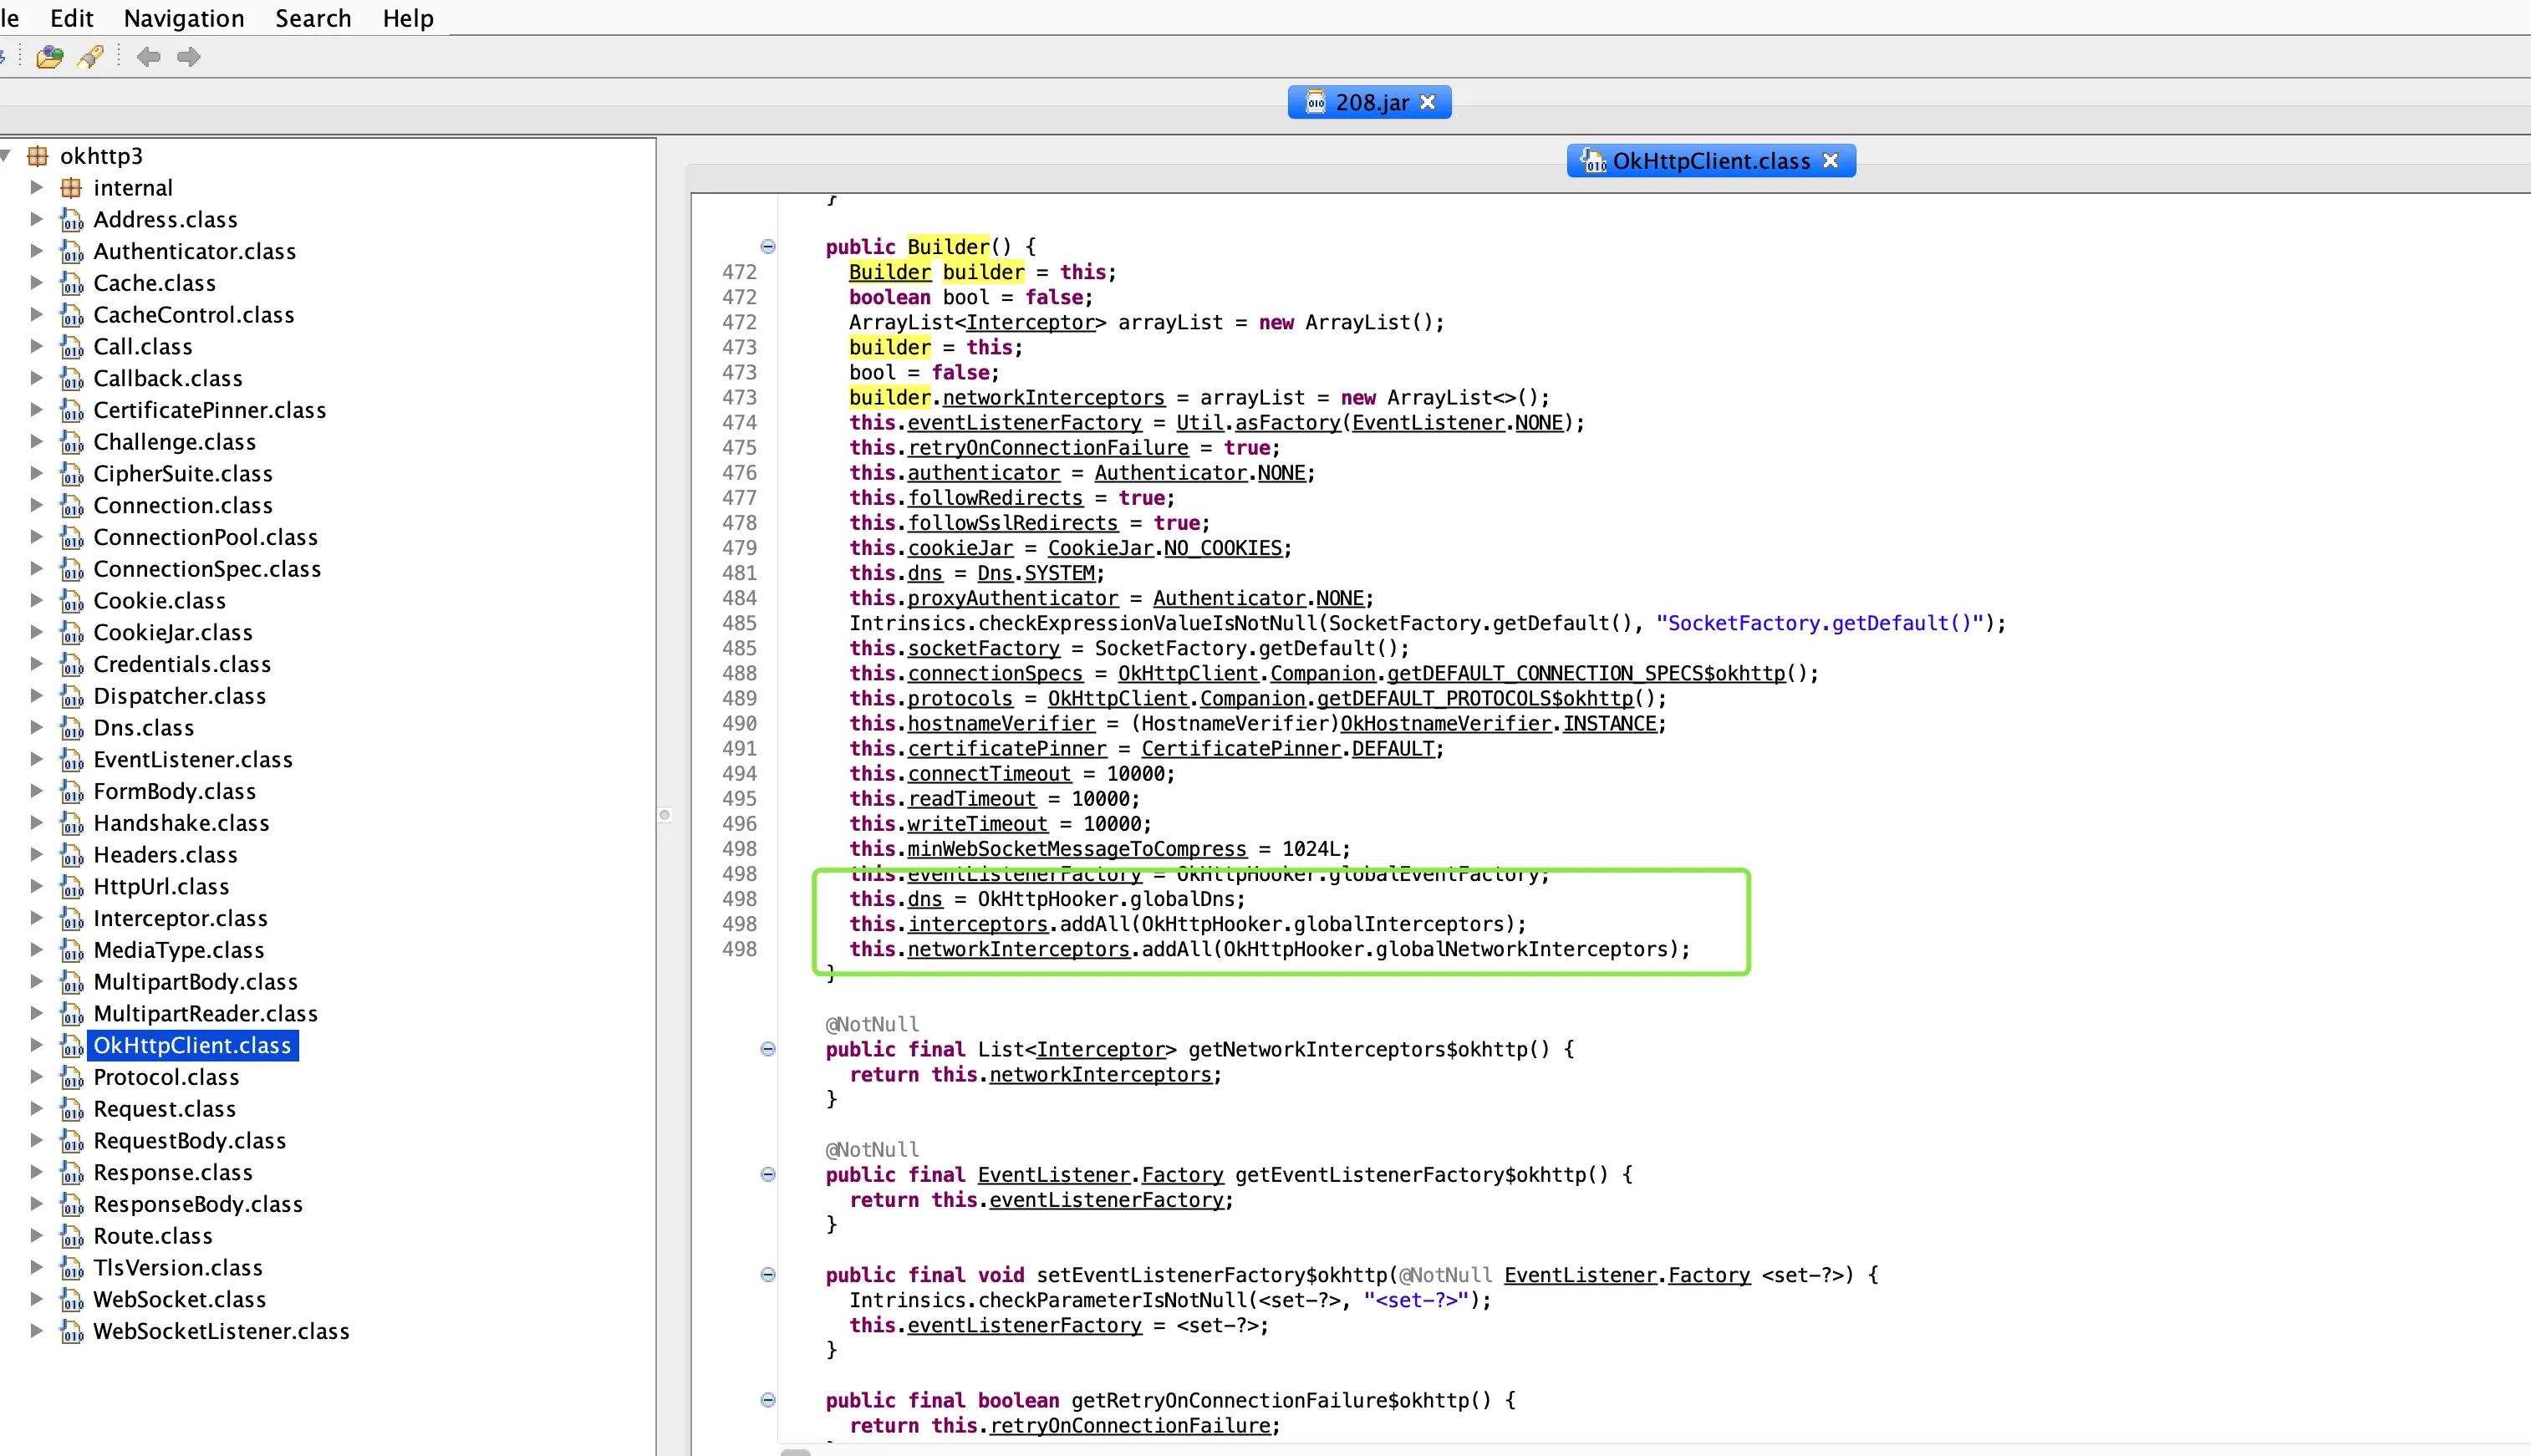 le Edit Navigation Search Help
208.jar
okhttp3
internal
Address.class
Authenticator.class
Cache.class
CacheControl.class
Call.class
Callback.class
CertificatePinner.class
Challenge.class
CipherSuite.class
Connection.class
ConnectionPool.class
ConnectionSpec.class
Cookie.class
CookieJar.class
Credentials.class
Dispatcher.class
Dns.class
EventListener.class
FormBody.class
Handshake.class
Headers.class
HttpUrl.class
Interceptor.class
MediaType.class
MultipartBody.class
MultipartReader.class
OkHttpClient.class
Protocol.class
Request.class
RequestBody.class
Response.class
ResponseBody.class
Route.class
TlsVersion.class
WebSocket.class
WebSocketListener.class
OkHttpClient.class
}
public Builder() {
472 Builder builder = this;
472 boolean bool = false;
472 ArrayList<Interceptor> arrayList = new ArrayList();
473 builder = this;
473 bool = false;
473 builder.networkInterceptors = arrayList = new ArrayList<>();
474 this.eventListenerFactory = Util.asFactory(EventListener.NONE);
475 this.retryOnConnectionFailure = true;
476 this.authenticator = Authenticator.NONE;
477 this.followRedirects = true;
478 this.followSslRedirects = true;
479 this.cookieJar = CookieJar.NO_COOKIES;
481 this.dns = Dns.SYSTEM;
484 this.proxyAuthenticator = Authenticator.NONE;
485 Intrinsics.checkExpressionValueIsNotNull(SocketFactory.getDefault(), "SocketFactory.getDefault()");
485 this.socketFactory = SocketFactory.getDefault();
488 this.connectionSpecs = OkHttpClient.Companion.getDEFAULT_CONNECTION_SPECS$okhttp();
489 this.protocols = OkHttpClient.Companion.getDEFAULT_PROTOCOLS$okhttp();
490 this.hostnameVerifier = (HostnameVerifier)OkHostnameVerifier.INSTANCE;
491 this.certificatePinner = CertificatePinner.DEFAULT;
494 this.connectTimeout = 10000;
495 this.readTimeout = 10000;
496 this.writeTimeout = 10000;
498 this.minWebSocketMessageToCompress = 1024L;
498 this.eventListenerFactory = OkHttpHooker.globalEventFactory;
498 this.dns = OkHttpHooker.globalDns;
498 this.interceptors.addAll(OkHttpHooker.globalInterceptors);
498 this.networkInterceptors.addAll(OkHttpHooker.globalNetworkInterceptors);
}
@NotNull
public final List<Interceptor> getNetworkInterceptors$okhttp() {
return this.networkInterceptors;
}
@NotNull
public final EventListener.Factory getEventListenerFactory$okhttp() {
return this.eventListenerFactory;
}
public final void setEventListenerFactory$okhttp(@NotNull EventListener.Factory <set-?>) {
Intrinsics.checkParameterIsNotNull(<set-?>, "<set-?>");
this.eventListenerFactory = <set-?>;
}
public final boolean getRetryOnConnectionFailure$okhttp() {
return this.retryOnConnectionFailure;